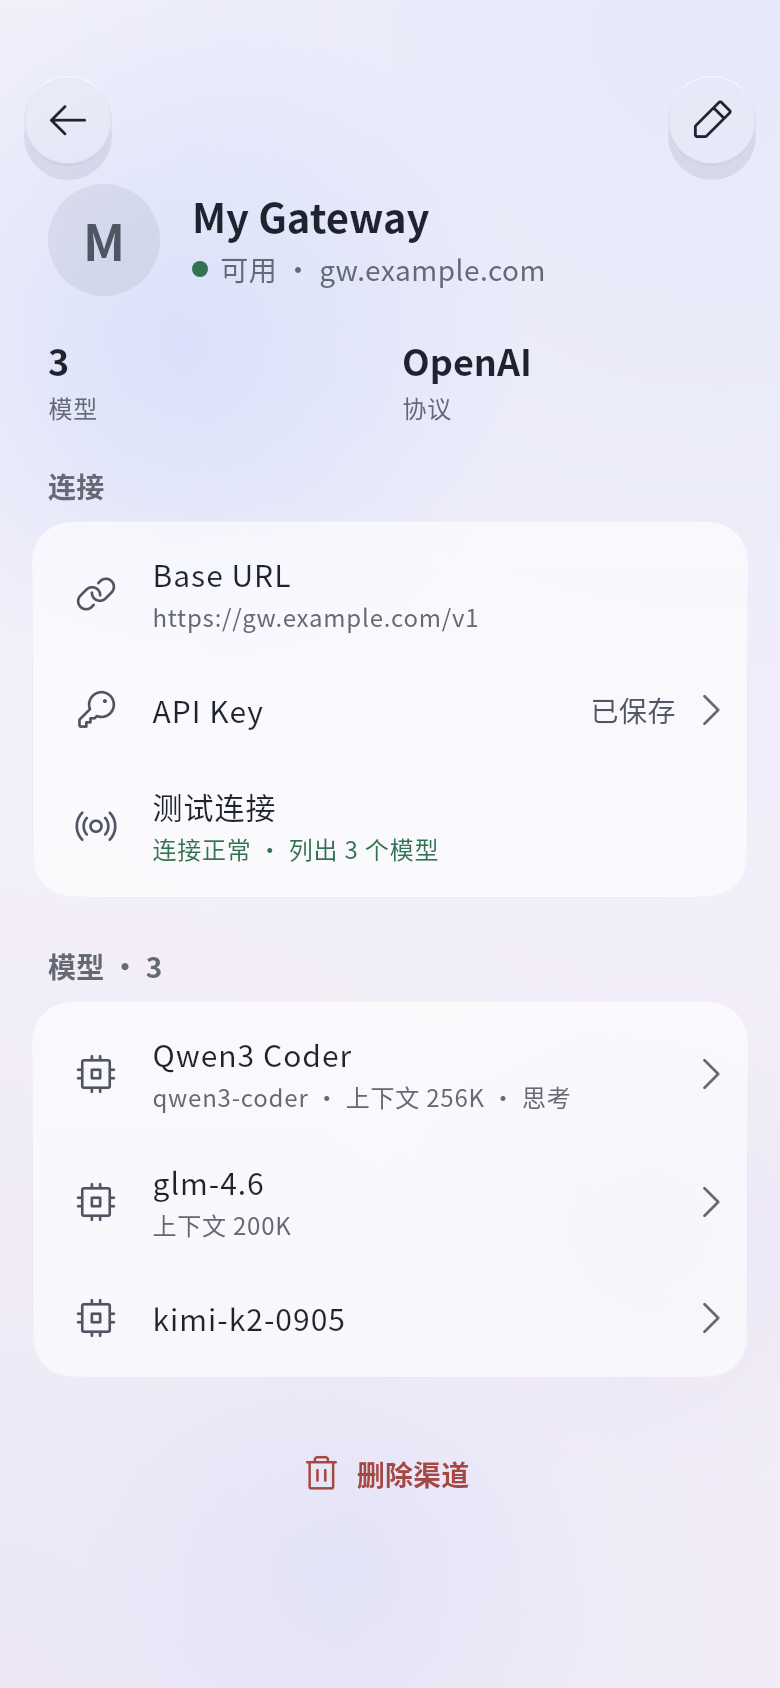 M
My Gateway
可用 · gw.example.com
3
模型
OpenAI
协议
连接
Base URL
https://gw.example.com/v1
API Key
已保存
测试连接
连接正常 · 列出 3 个模型
模型 · 3
Qwen3 Coder
qwen3-coder · 上下文 256K · 思考
glm-4.6
上下文 200K
kimi-k2-0905
删除渠道